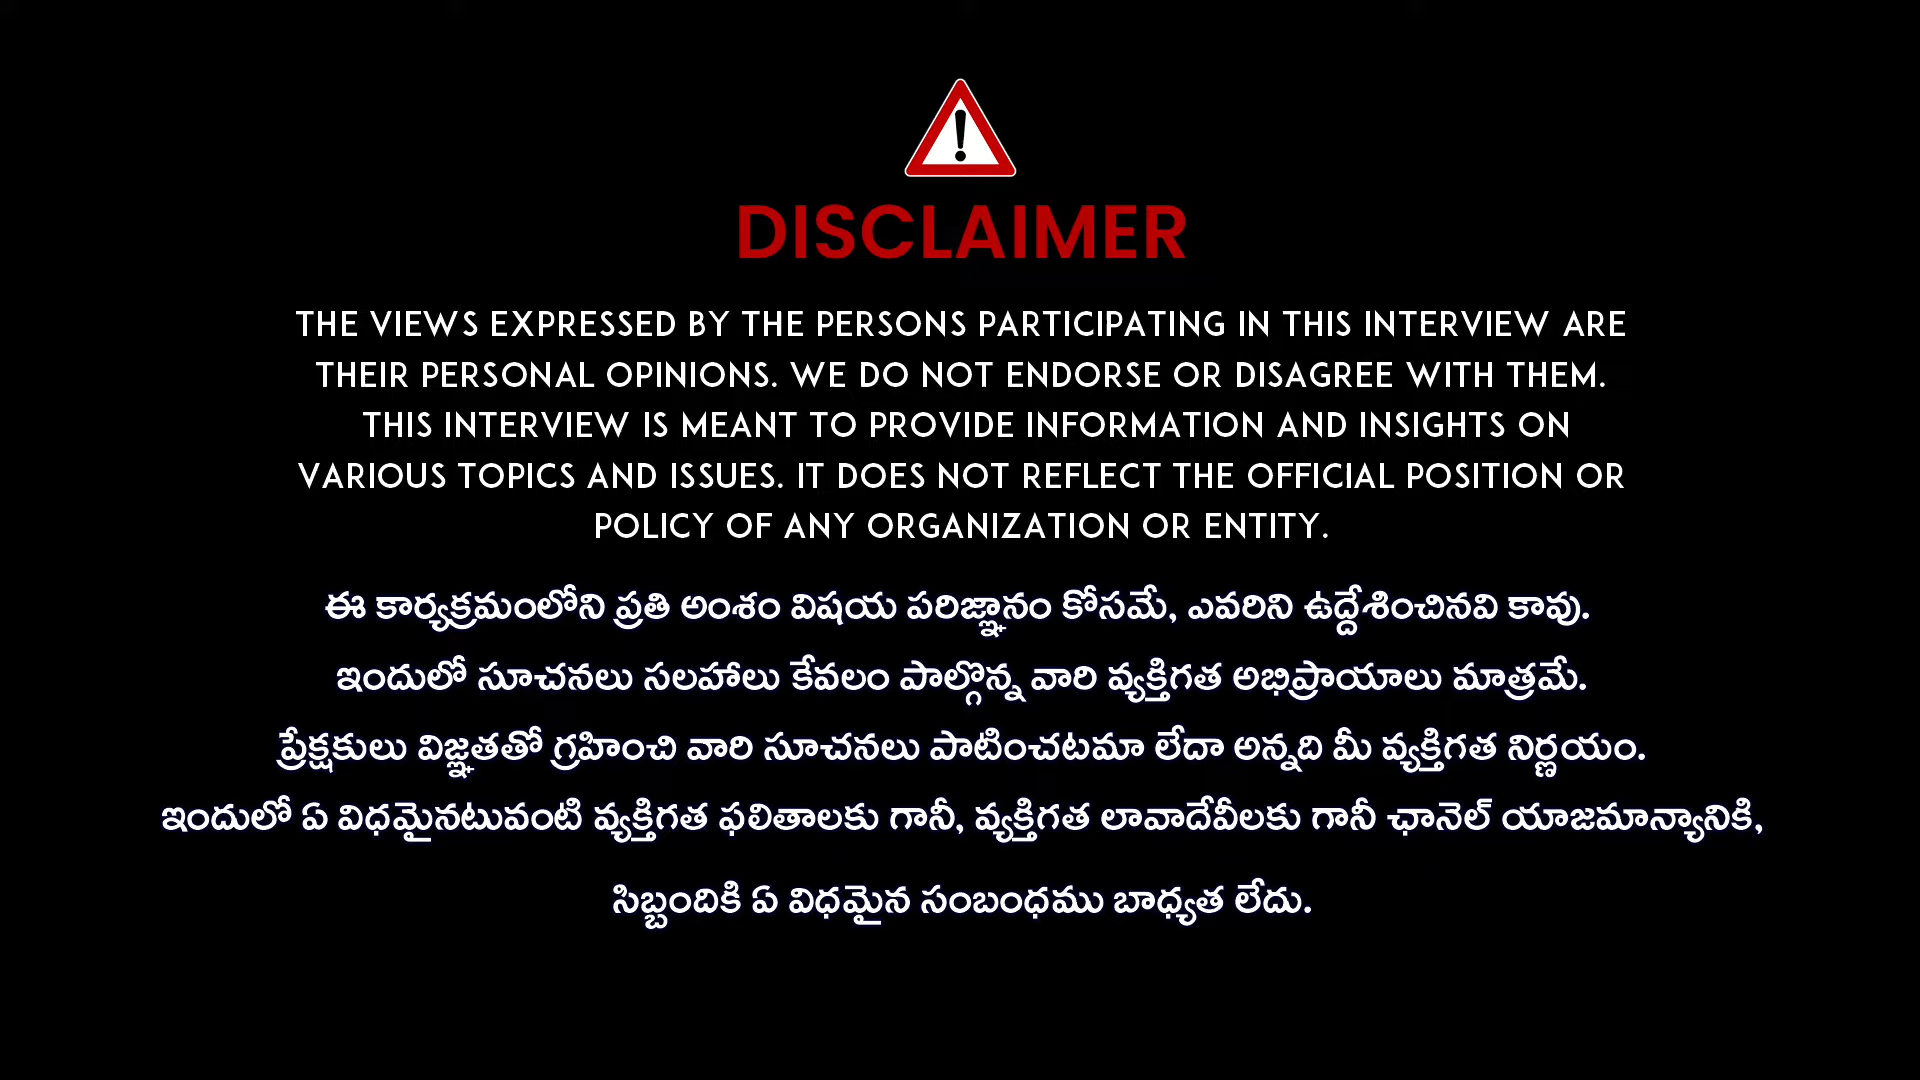 DISCLAIMER
THE VIEWS EXPRESSED BY THE PERSONS PARTICIPATING IN THIS INTERVIEW ARE
THEIR PERSONAL OPINIONS. WE DO NOT ENDORSE OR DISAGREE WITH THEM.
THIS INTERVIEW IS MEANT TO PROVIDE INFORMATION AND INSIGHTS ON
VARIOUS TOPICS AND ISSUES. IT DOES NOT REFLECT THE OFFICIAL POSITION OR
POLICY OF ANY ORGANIZATION OR ENTITY.
ఈ కార్యక్రమంలోని ప్రతి అంశం విషయ పరిజ్ఞానం కోసమే, ఎవరిని ఉద్దేశించినవి కావు.
ఇందులో సూచనలు సలహాలు కేవలం పాల్గొన్న వారి వ్యక్తిగత అభిప్రాయాలు మాత్రమే.
ప్రేక్షకులు విజ్ఞతతో గ్రహించి వారి సూచనలు పాటించటమా లేదా అన్నది మీ వ్యక్తిగత నిర్ణయం.
ఇందులో ఏ విధమైనటువంటి వ్యక్తిగత ఫలితాలకు గానీ, వ్యక్తిగత లావాదేవీలకు గానీ ఛానెల్ యాజమాన్యానికి,
సిబ్బందికి ఏ విధమైన సంబంధము బాధ్యత లేదు.